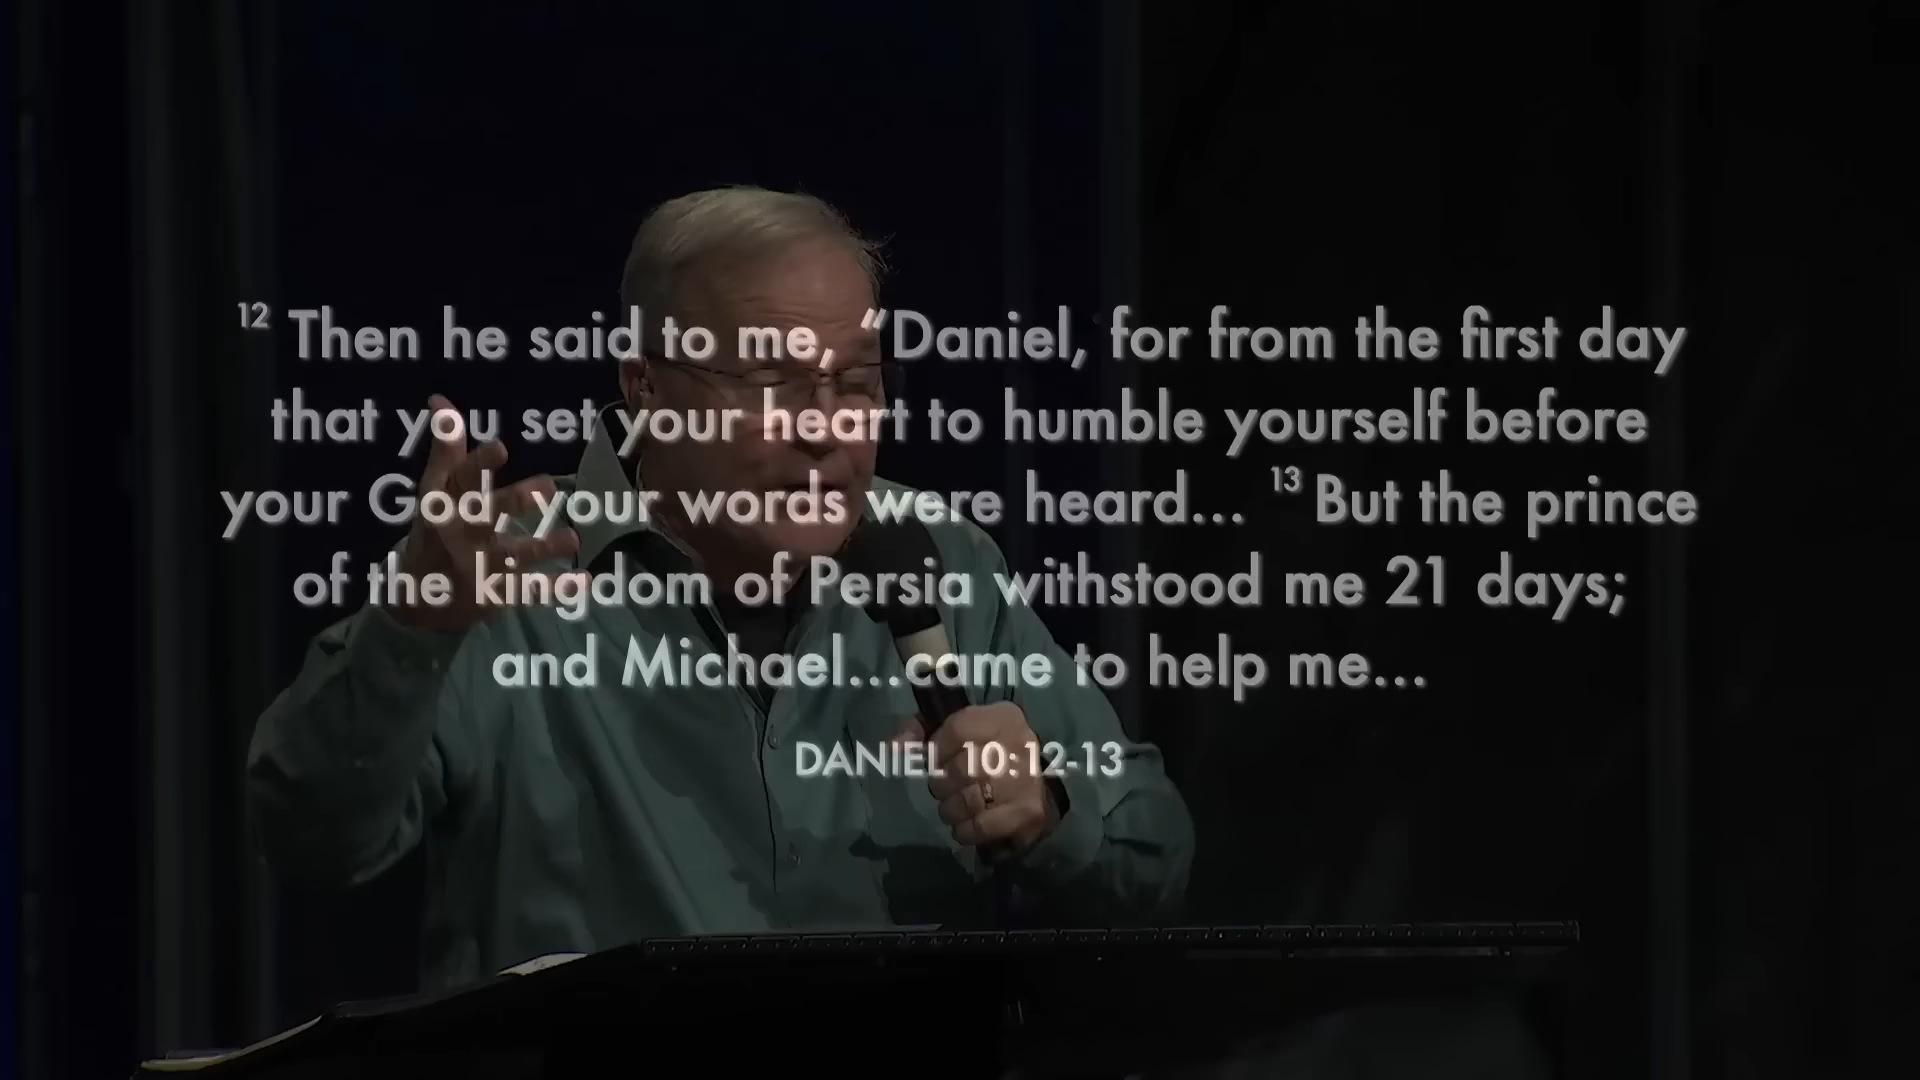 12 Then he said to me, “Daniel, for from the first day
that you set your heart to humble yourself before
your God, your words were heard... 13 But the prince
of the kingdom of Persia withstood me 21 days;
and Michael...came to help me...
DANIEL 10:12-13